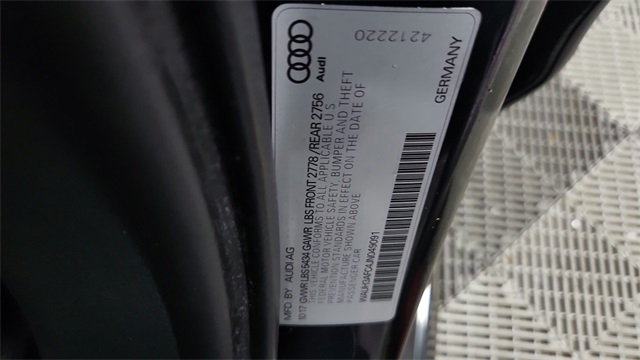 4212220
Audi
GERMANY
MFD. BY AUDI AG
10 17 GVWR LBS 5434 GAWR LBS FRONT 2778 / REAR 2756
THIS VEHICLE CONFORMS TO ALL APPLICABLE U S
FEDERAL MOTOR VEHICLE SAFETY, BUMPER AND THEFT
PREVENTION STANDARDS IN EFFECT ON THE DATE OF
MANUFACTURE SHOWN ABOVE
PASSENGER CAR